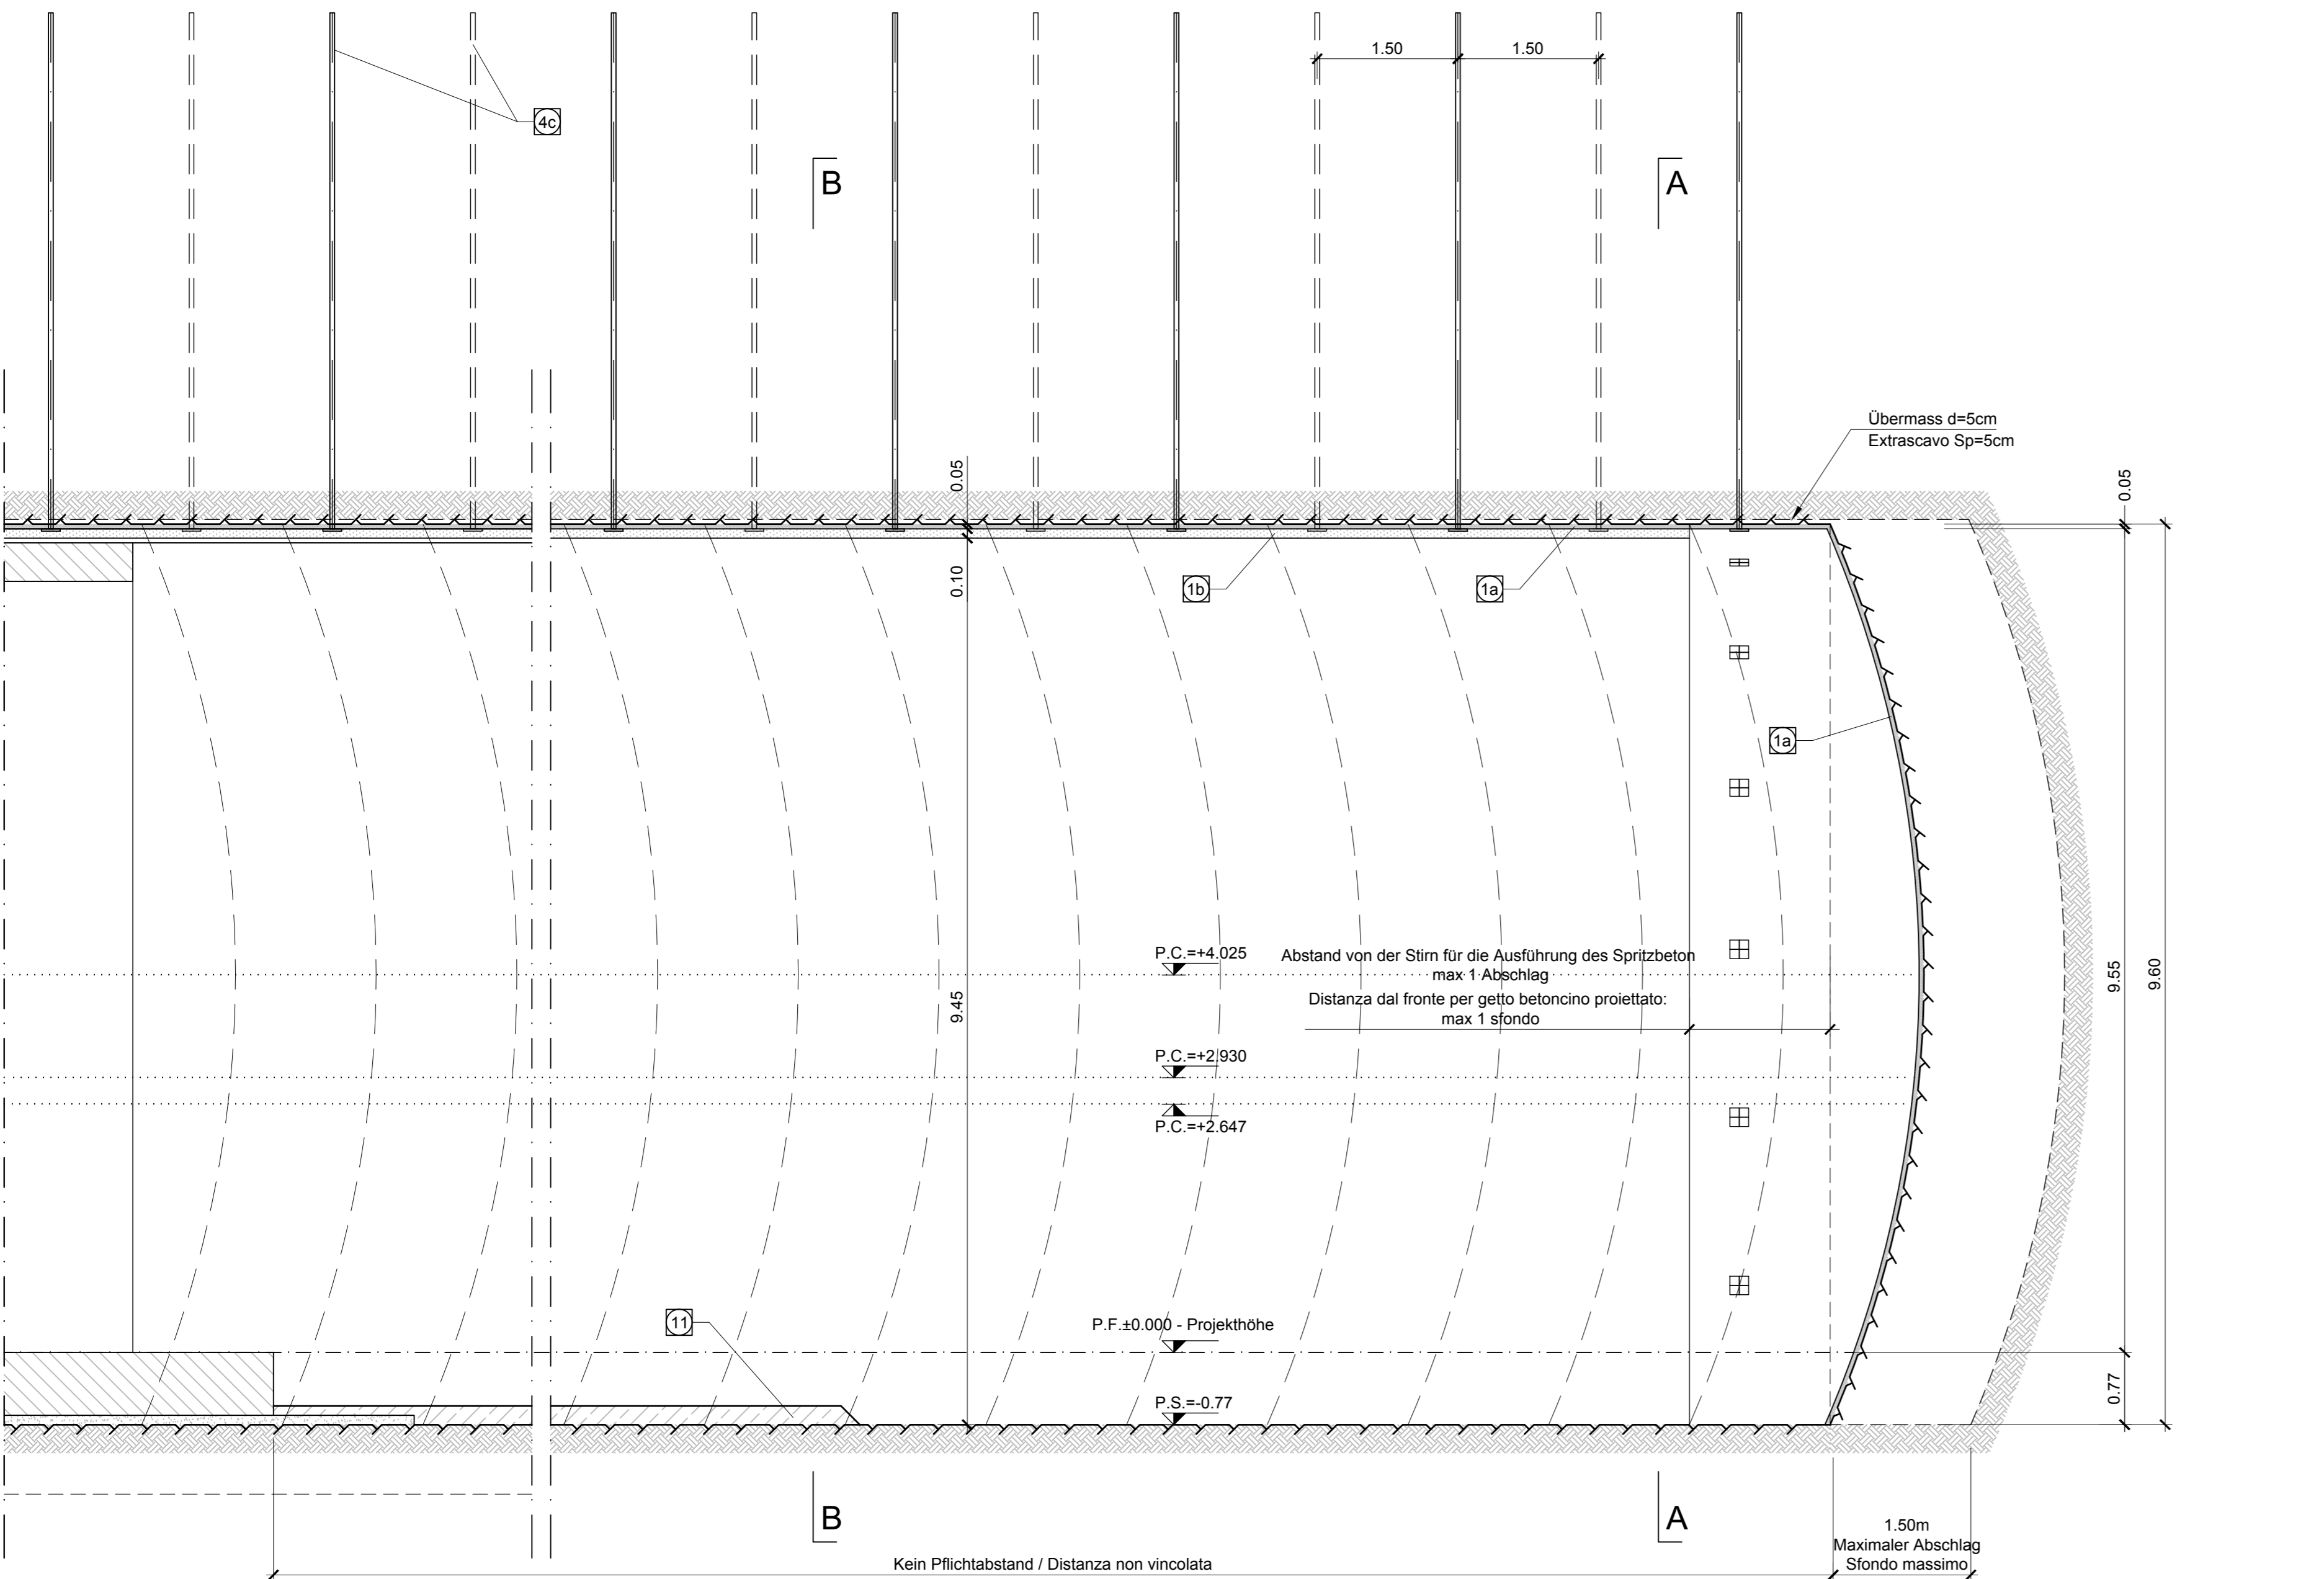 1.50
1.50
4c
B
A
Übermass d=5cm
Extrascavo Sp=5cm
0.05
0.05
0.10
1b
1a
1a
P.C.=+4.025
Abstand von der Stirn für die Ausführung des Spritzbeton
max 1 Abschlag
Distanza dal fronte per getto betoncino proiettato:
max 1 sfondo
9.45
9.55
9.60
P.C.=+2.930
P.C.=+2.647
11
P.F.±0.000 - Projekthöhe
P.S.=-0.77
0.77
B
A
1.50m
Maximaler Abschlag
Sfondo massimo
Kein Pflichtabstand / Distanza non vincolata